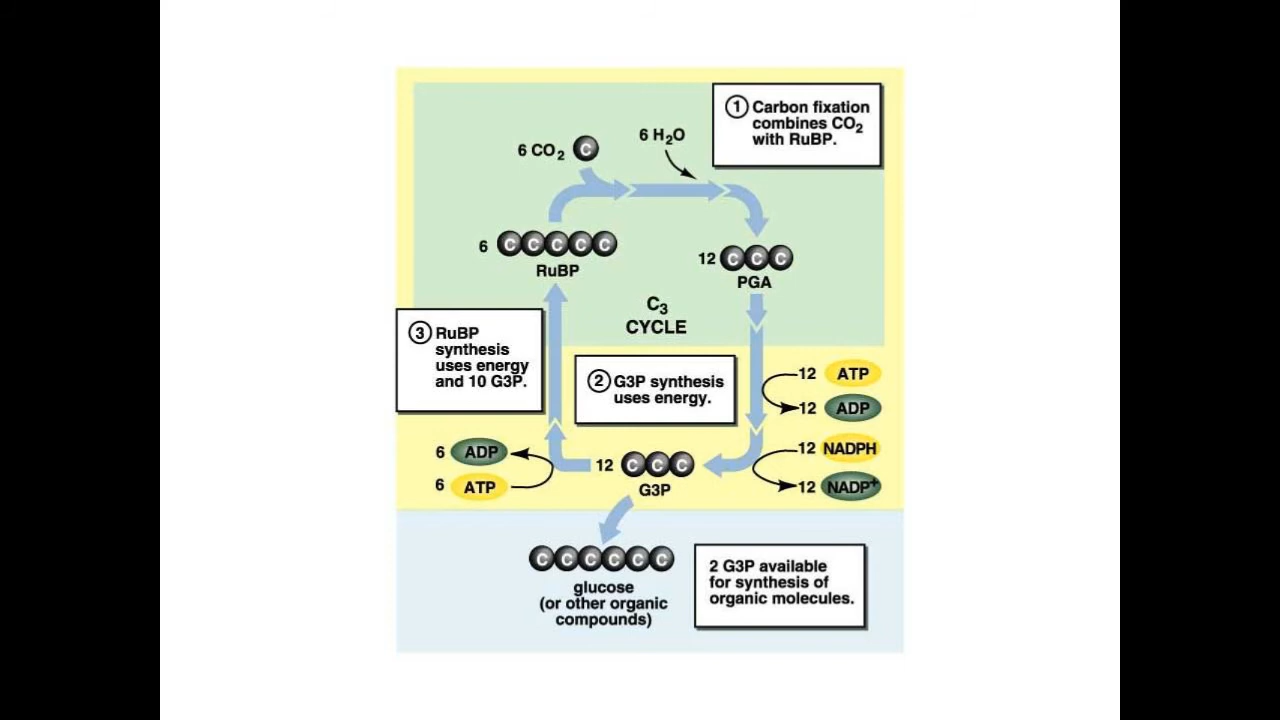 ① Carbon fixation
combines CO₂
with RuBP.
6 H₂O
6 CO₂ C
6 C C C C C
RuBP
12 C C C
PGA
C₃
CYCLE
③ RuBP
synthesis
uses energy
and 10 G3P.
② G3P synthesis
uses energy.
12 ATP
12 ADP
12 NADPH
12 NADP⁺
6 ADP
6 ATP
12 C C C
G3P
C C C C C C
glucose
(or other organic
compounds)
2 G3P available
for synthesis of
organic molecules.